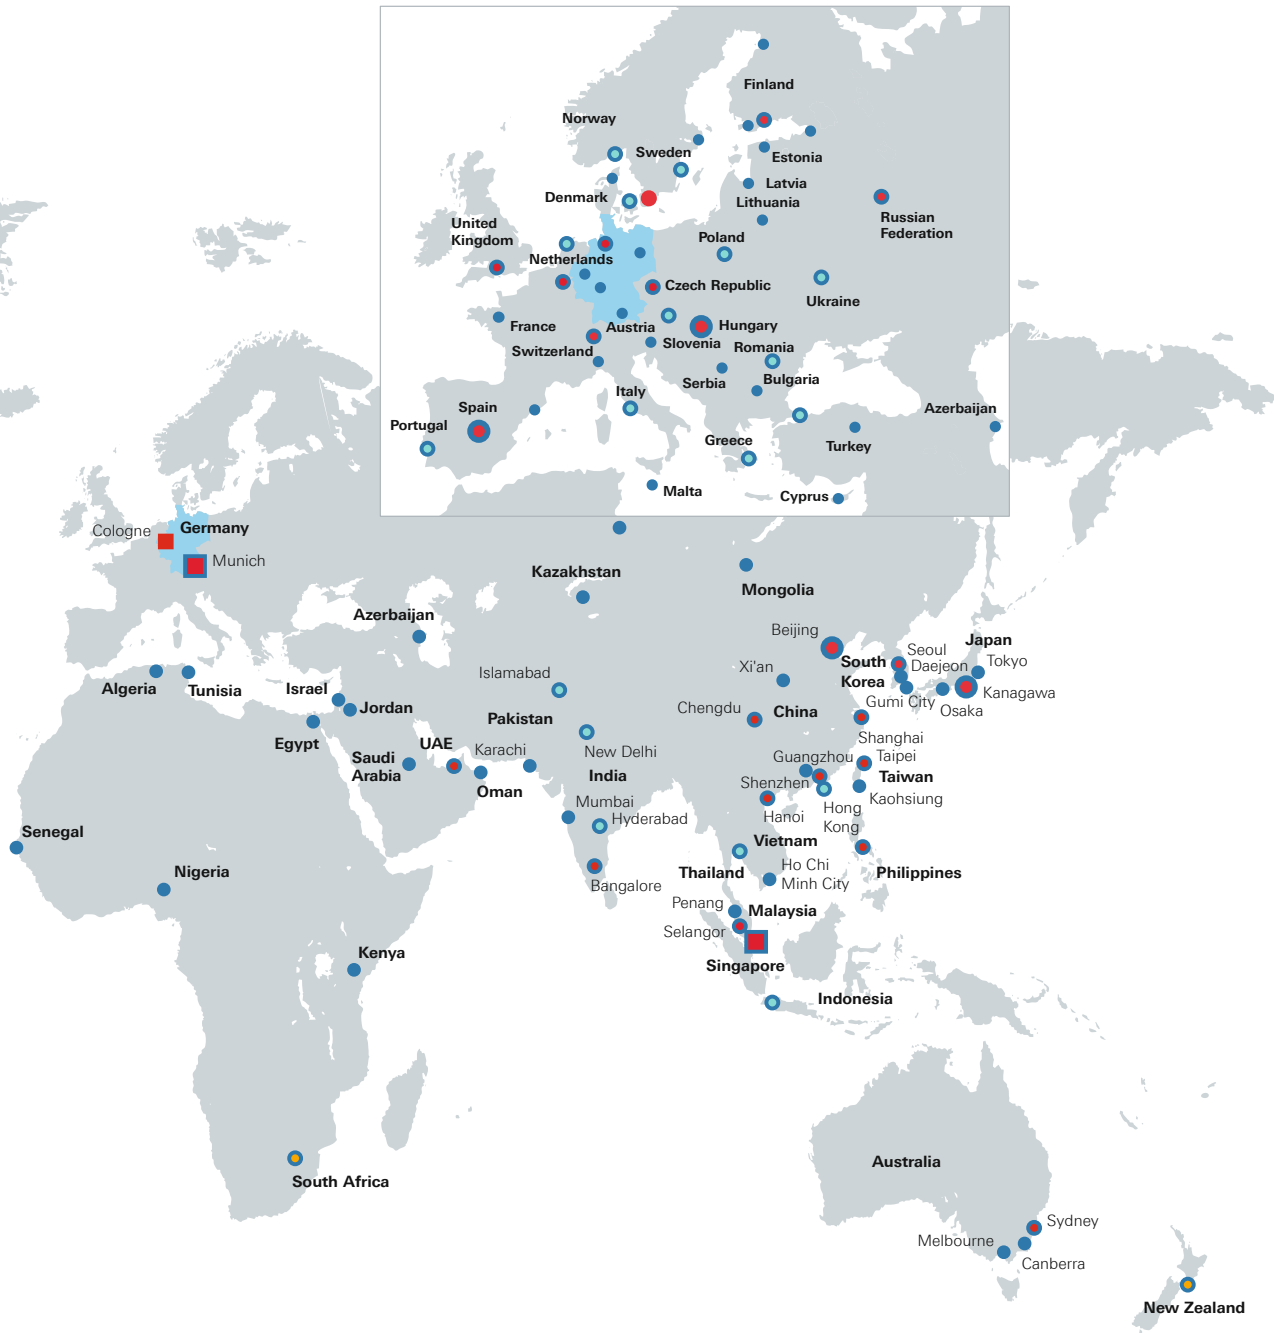 Finland
Norway
Sweden
Estonia
Denmark
Latvia
Lithuania
Russian
Federation
United
Kingdom
Poland
Netherlands
Czech Republic
Ukraine
France
Austria
Hungary
Slovenia
Switzerland
Romania
Serbia
Bulgaria
Italy
Spain
Azerbaijan
Portugal
Greece
Turkey
Malta
Cyprus
Cologne
Germany
Munich
Kazakhstan
Mongolia
Azerbaijan
Beijing
Japan
Seoul
South
Korea
Daejeon
Tokyo
Xi'an
Islamabad
Algeria
Tunisia
Israel
Kanagawa
Gumi City
Osaka
Jordan
Chengdu
China
Pakistan
Egypt
UAE
Karachi
New Delhi
Shanghai
Saudi
Arabia
Guangzhou
Taipei
India
Taiwan
Shenzhen
Oman
Kaohsiung
Mumbai
Hong
Kong
Hanoi
Hyderabad
Senegal
Vietnam
Nigeria
Thailand
Ho Chi
Minh City
Philippines
Bangalore
Penang
Malaysia
Selangor
Kenya
Singapore
Indonesia
Australia
South Africa
Sydney
Melbourne
Canberra
New Zealand